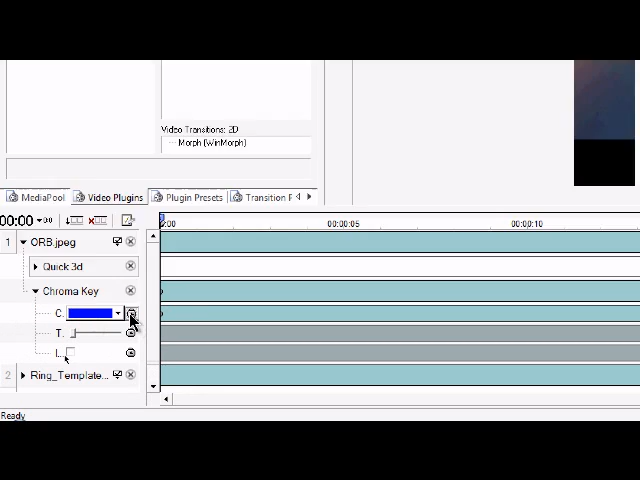 Video Transitions: 2D
Morph (WinMorph)
MediaPool
Video Plugins
Plugin Presets
Transition P
00:00
0:00
00:00:05
00:00:10
1
ORB.jpeg
Quick 3d
Chroma Key
C.
T.
I...
2
Ring_Template...
Ready